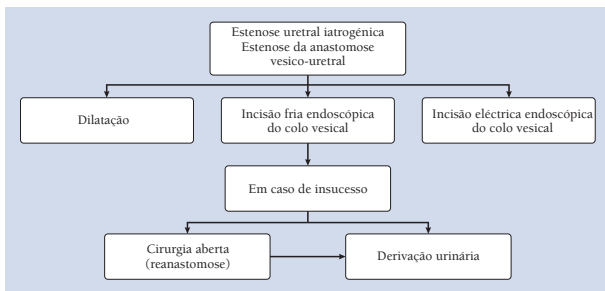 Estenose uretral iatrogénica
Estenose da anastomose
vesico-uretral
Dilatação
Incisão fria endoscópica
do colo vesical
Incisão eléctrica endoscópica
do colo vesical
Em caso de insucesso
Cirurgia aberta
(reanastomose)
Derivação urinária